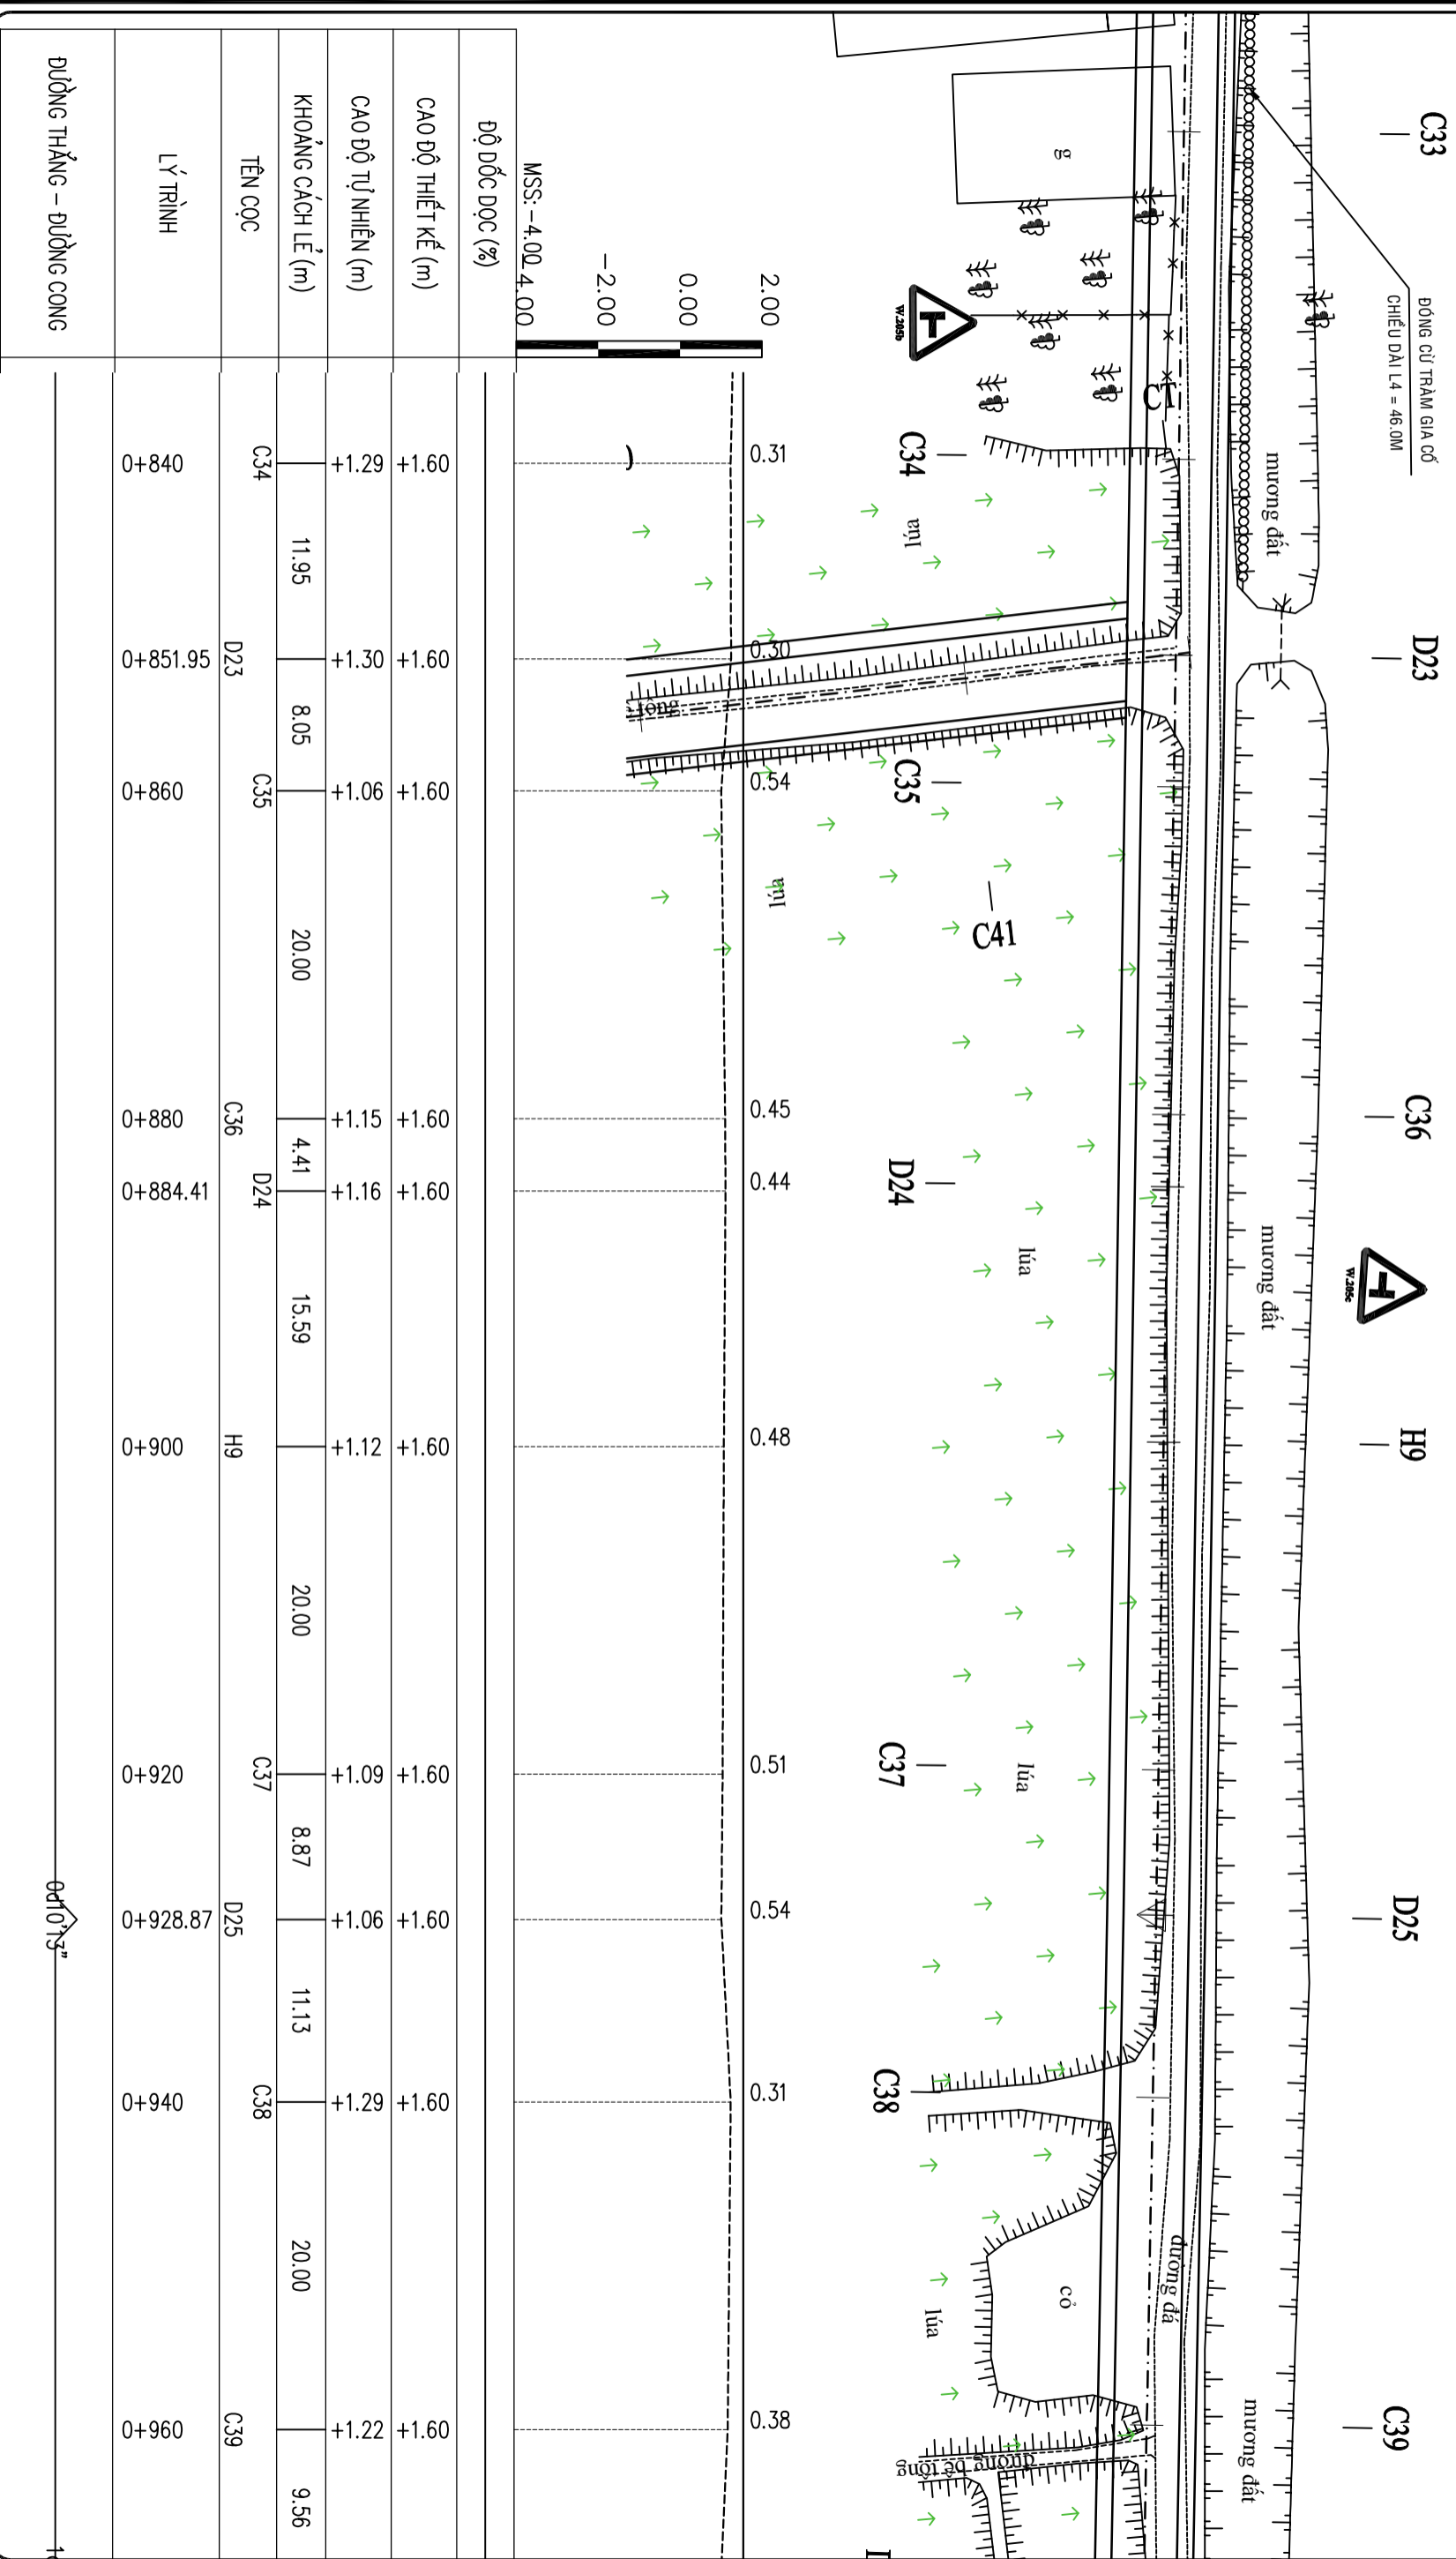 C33
ĐÓNG CỪ TRÀM GIA CỐ
CHIỀU DÀI L4 = 46.0M
mương đất
D23
C36
mương đất
W.205c
H9
D25
C39
mương đất
đường đá
g
W.205b
CT
C34
lúa
C35
C41
lúa
D24
lúa
C37
lúa
C38
cỏ
lúa
đường bê tông
tông
2.00
0.00
-2.00
-4.00
MSS: -4.00
0.31
0.30
0.54
0.45
0.44
0.48
0.51
0.54
0.31
0.38
ĐỘ DỐC DỌC (%)
CAO ĐỘ THIẾT KẾ (m) +1.60 +1.60 +1.60 +1.60 +1.60 +1.60 +1.60 +1.60 +1.60 +1.60
CAO ĐỘ TỰ NHIÊN (m) +1.29 +1.30 +1.06 +1.15 +1.16 +1.12 +1.09 +1.06 +1.29 +1.22
KHOẢNG CÁCH LẺ (m) 11.95 8.05 20.00 4.41 15.59 20.00 8.87 11.13 20.00 9.56
TÊN CỌC C34 D23 C35 C36 D24 H9 C37 D25 C38 C39
LÝ TRÌNH 0+840 0+851.95 0+860 0+880 0+884.41 0+900 0+920 0+928.87 0+940 0+960
ĐƯỜNG THẲNG – ĐƯỜNG CONG 0d10'13"